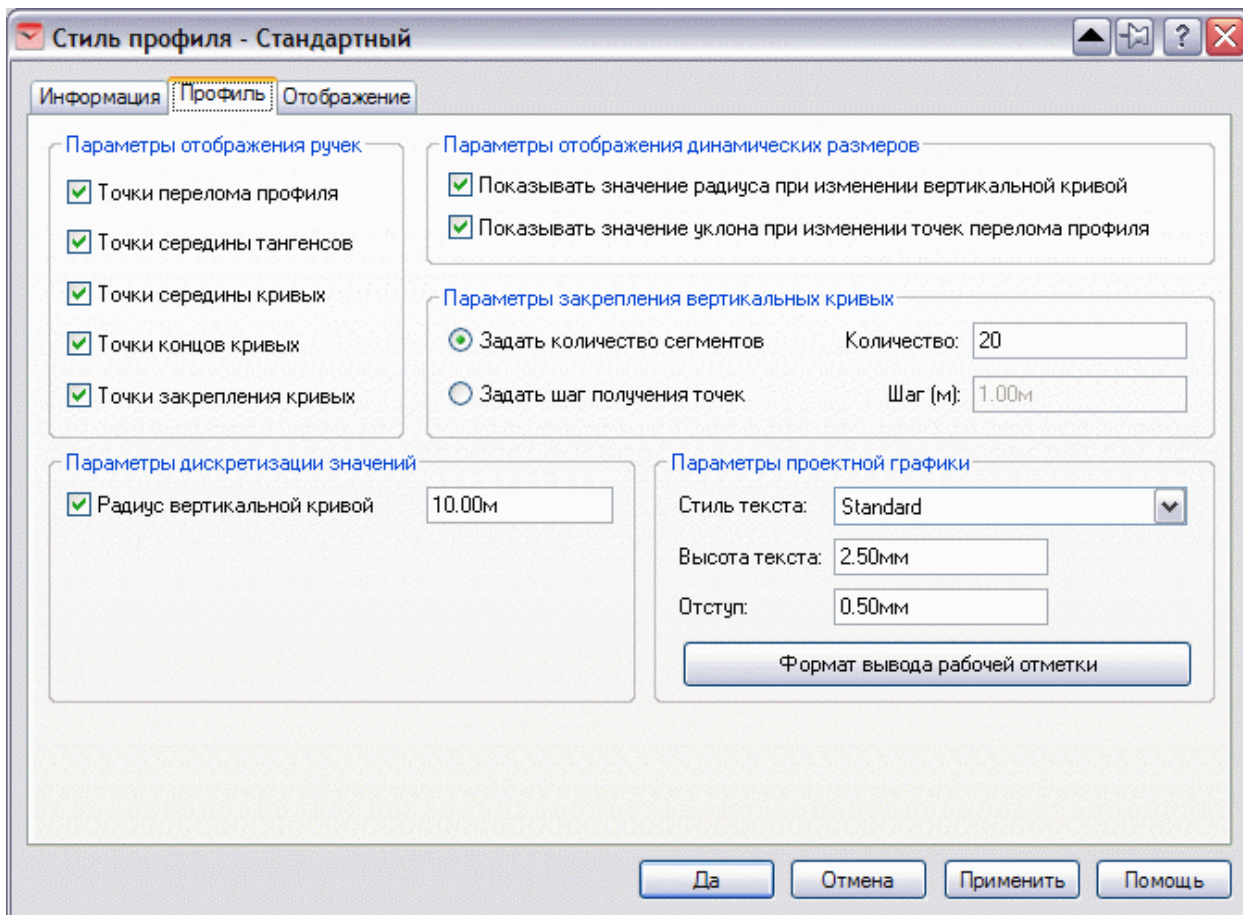 Стиль профиля - Стандартный
Информация Профиль Отображение
Параметры отображения ручек
Точки перелома профиля
Точки середины тангенсов
Точки середины кривых
Точки концов кривых
Точки закрепления кривых
Параметры отображения динамических размеров
Показывать значение радиуса при изменении вертикальной кривой
Показывать значение уклона при изменении точек перелома профиля
Параметры закрепления вертикальных кривых
Задать количество сегментов Количество: 20
Задать шаг получения точек Шаг (м): 1.00м
Параметры дискретизации значений
Радиус вертикальной кривой 10.00м
Параметры проектной графики
Стиль текста: Standard
Высота текста: 2.50мм
Отступ: 0.50мм
Формат вывода рабочей отметки
Да Отмена Применить Помощь